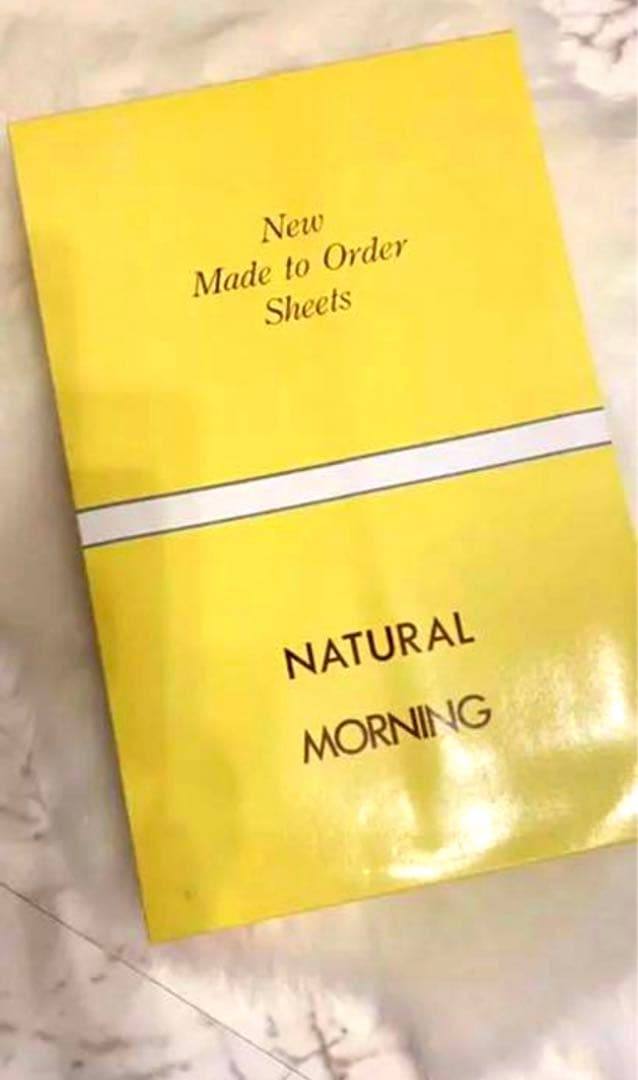 New
Made to Order
Sheets
NATURAL
MORNING